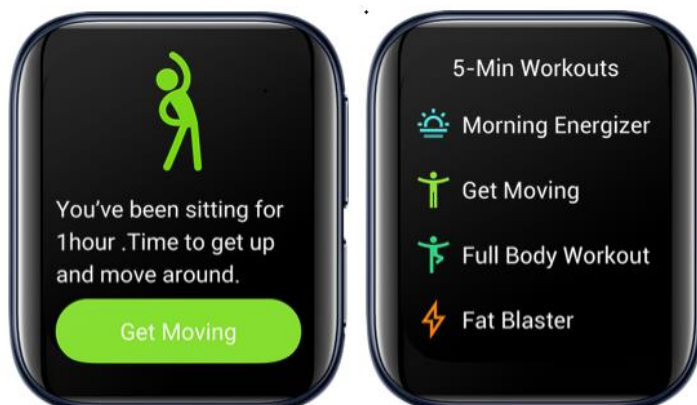 You've been sitting for
1hour .Time to get up
and move around.
Get Moving
5-Min Workouts
Morning Energizer
Get Moving
Full Body Workout
Fat Blaster